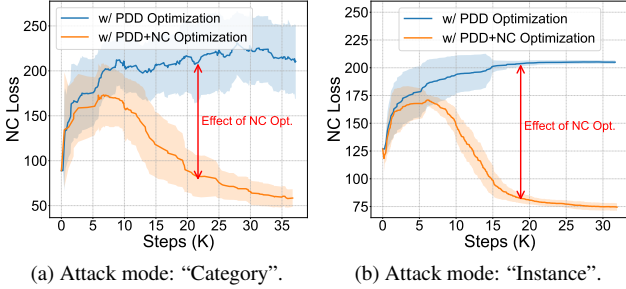 w/ PDD Optimization
w/ PDD+NC Optimization
NC Loss
250
200
150
100
50
Effect of NC Opt.
0 5 10 15 20 25 30 35
Steps (K)
(a) Attack mode: “Category”.
w/ PDD Optimization
w/ PDD+NC Optimization
NC Loss
250
225
200
175
150
125
100
75
Effect of NC Opt.
0 5 10 15 20 25 30
Steps (K)
(b) Attack mode: “Instance”.